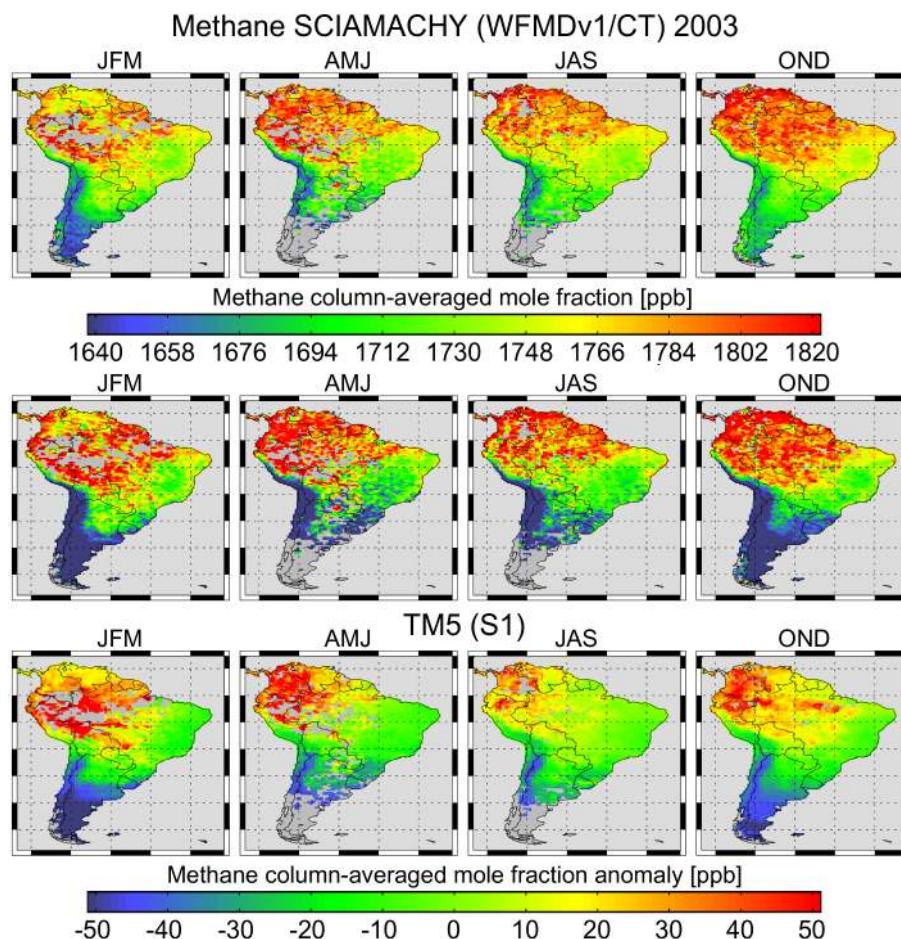 Methane SCIAMACHY (WFMDv1/CT) 2003
JFM AMJ JAS OND
Methane column-averaged mole fraction [ppb]
1640 1658 1676 1694 1712 1730 1748 1766 1784 1802 1820
JFM AMJ JAS OND
TM5 (S1)
JFM AMJ JAS OND
Methane column-averaged mole fraction anomaly [ppb]
-50 -40 -30 -20 -10 0 10 20 30 40 50